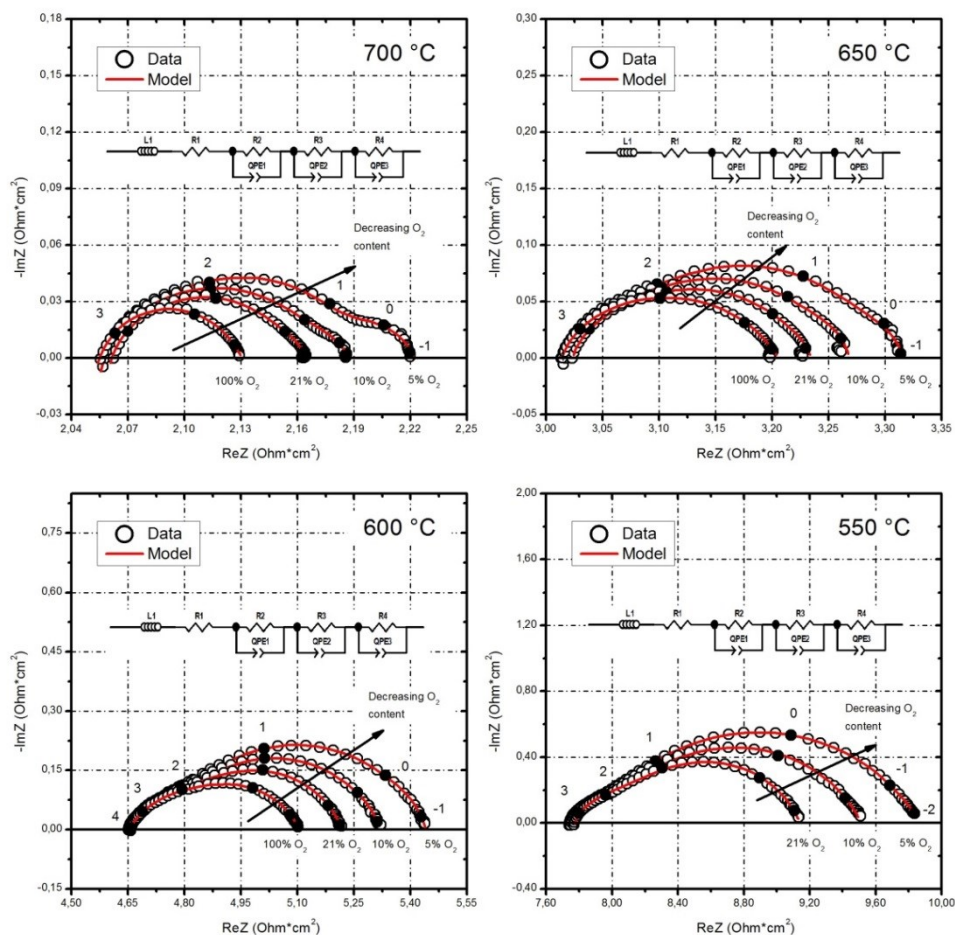 0,18
0,15
0,12
0,09
0,06
0,03
0,00
-0,03
-ImZ (Ohm*cm²)
Data
Model
700 °C
L1 R1 R2 R3 R4
QPE1 QPE2 QPE3
Decreasing O₂
content
3 2 1 0 -1
100% O₂ 21% O₂ 10% O₂ 5% O₂
2,04 2,07 2,10 2,13 2,16 2,19 2,22 2,25
ReZ (Ohm*cm²)
0,30
0,25
0,20
0,15
0,10
0,05
0,00
-0,05
-ImZ (Ohm*cm²)
Data
Model
650 °C
L1 R1 R2 R3 R4
QPE1 QPE2 QPE3
Decreasing O₂
content
3 2 1 0 -1
100% O₂ 21% O₂ 10% O₂ 5% O₂
3,00 3,05 3,10 3,15 3,20 3,25 3,30 3,35
ReZ (Ohm*cm²)
0,75
0,60
0,45
0,30
0,15
0,00
-0,15
-ImZ (Ohm*cm²)
Data
Model
600 °C
L1 R1 R2 R3 R4
QPE1 QPE2 QPE3
Decreasing O₂
content
4 3 2 1 0 -1
100% O₂ 21% O₂ 10% O₂ 5% O₂
4,50 4,65 4,80 4,95 5,10 5,25 5,40 5,55
ReZ (Ohm*cm²)
2,00
1,60
1,20
0,80
0,40
0,00
-0,40
-ImZ (Ohm*cm²)
Data
Model
550 °C
L1 R1 R2 R3 R4
QPE1 QPE2 QPE3
Decreasing O₂
content
3 2 1 0 -1 -2
21% O₂ 10% O₂ 5% O₂
7,60 8,00 8,40 8,80 9,20 9,60 10,00
ReZ (Ohm*cm²)